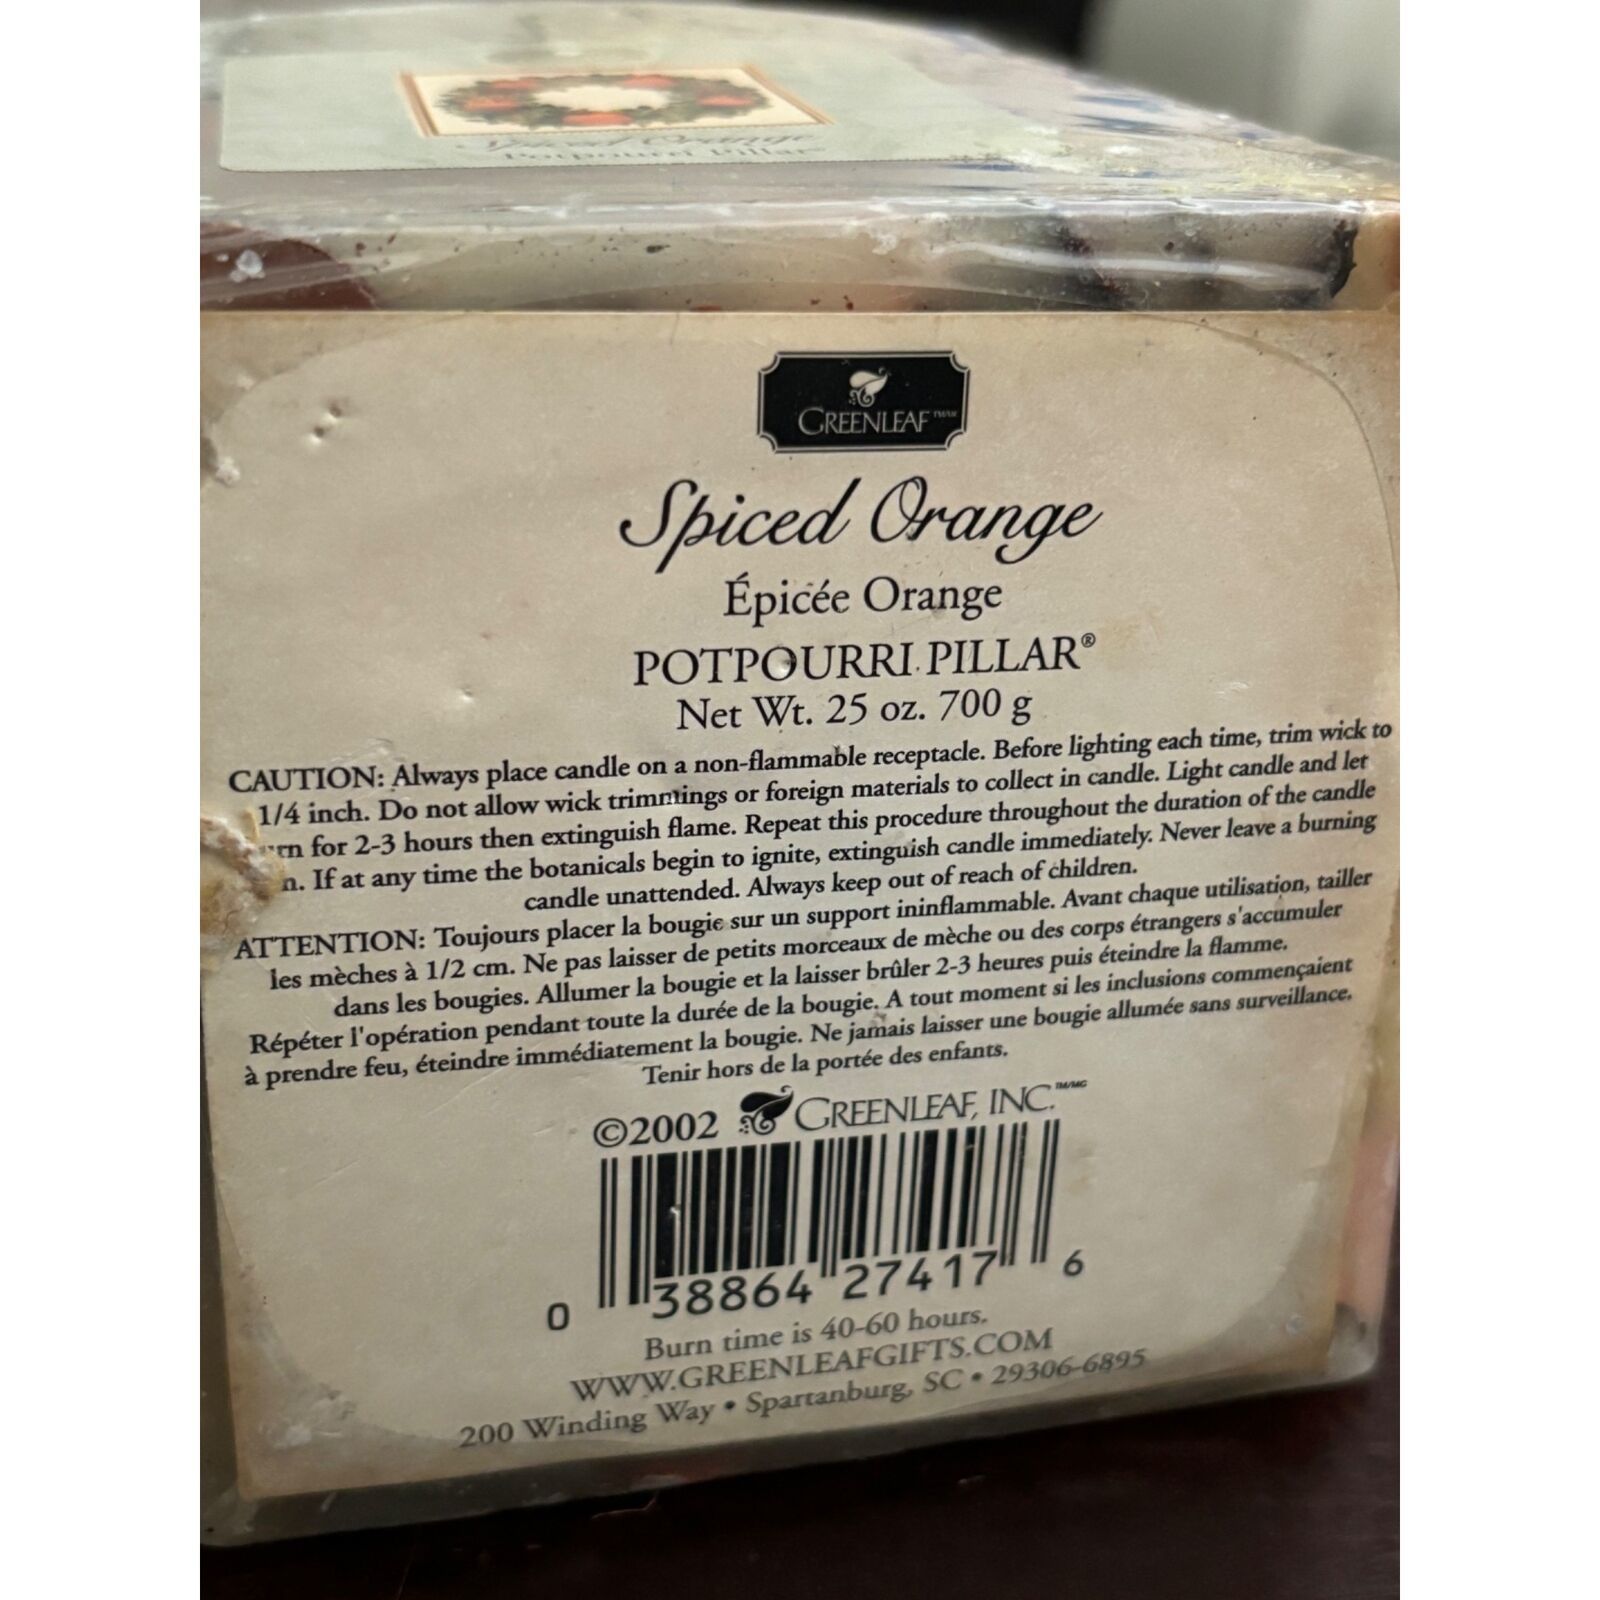 Spiced Orange
Potpourri Pillar
GREENLEAF
Spiced Orange
Épicée Orange
POTPOURRI PILLAR®
Net Wt. 25 oz. 700 g
CAUTION: Always place candle on a non-flammable receptacle. Before lighting each time, trim wick to
1/4 inch. Do not allow wick trimmings or foreign materials to collect in candle. Light candle and let
for 2-3 hours then extinguish flame. Repeat this procedure throughout the duration of the candle
If at any time the botanicals begin to ignite, extinguish candle immediately. Never leave a burning
candle unattended. Always keep out of reach of children.
ATTENTION: Toujours placer la bougie sur un support ininflammable. Avant chaque utilisation, tailler
les mèches à 1/2 cm. Ne pas laisser de petits morceaux de mèche ou des corps étrangers s'accumuler
dans les bougies. Allumer la bougie et la laisser brûler 2-3 heures puis éteindre la flamme.
Répéter l'opération pendant toute la durée de la bougie. A tout moment si les inclusions commençaient
à prendre feu, éteindre immédiatement la bougie. Ne jamais laisser une bougie allumée sans surveillance.
Tenir hors de la portée des enfants.
©2002 GREENLEAF, INC.™/MC
0 38864 27417 6
Burn time is 40-60 hours.
WWW.GREENLEAFGIFTS.COM
200 Winding Way • Spartanburg, SC • 29306-6895